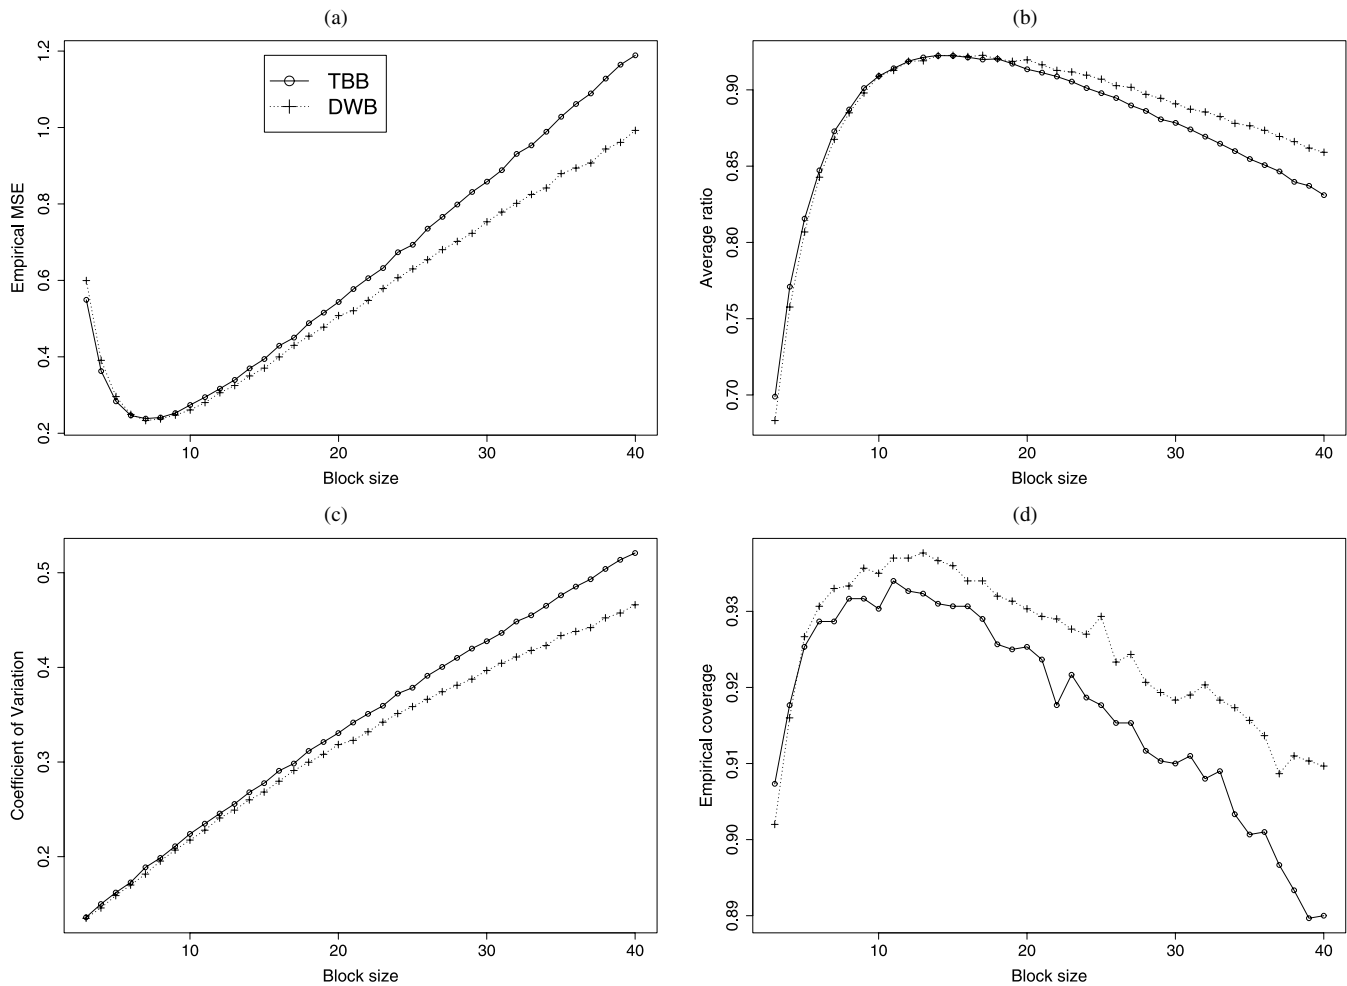 (a)
Empirical MSE
1.2
1.0
0.8
0.6
0.4
0.2
TBB
DWB
10 20 30 40
Block size
(b)
Average ratio
0.90
0.85
0.80
0.75
0.70
10 20 30 40
Block size
(c)
Coefficient of Variation
0.5
0.4
0.3
0.2
10 20 30 40
Block size
(d)
Empirical coverage
0.93
0.92
0.91
0.90
0.89
10 20 30 40
Block size